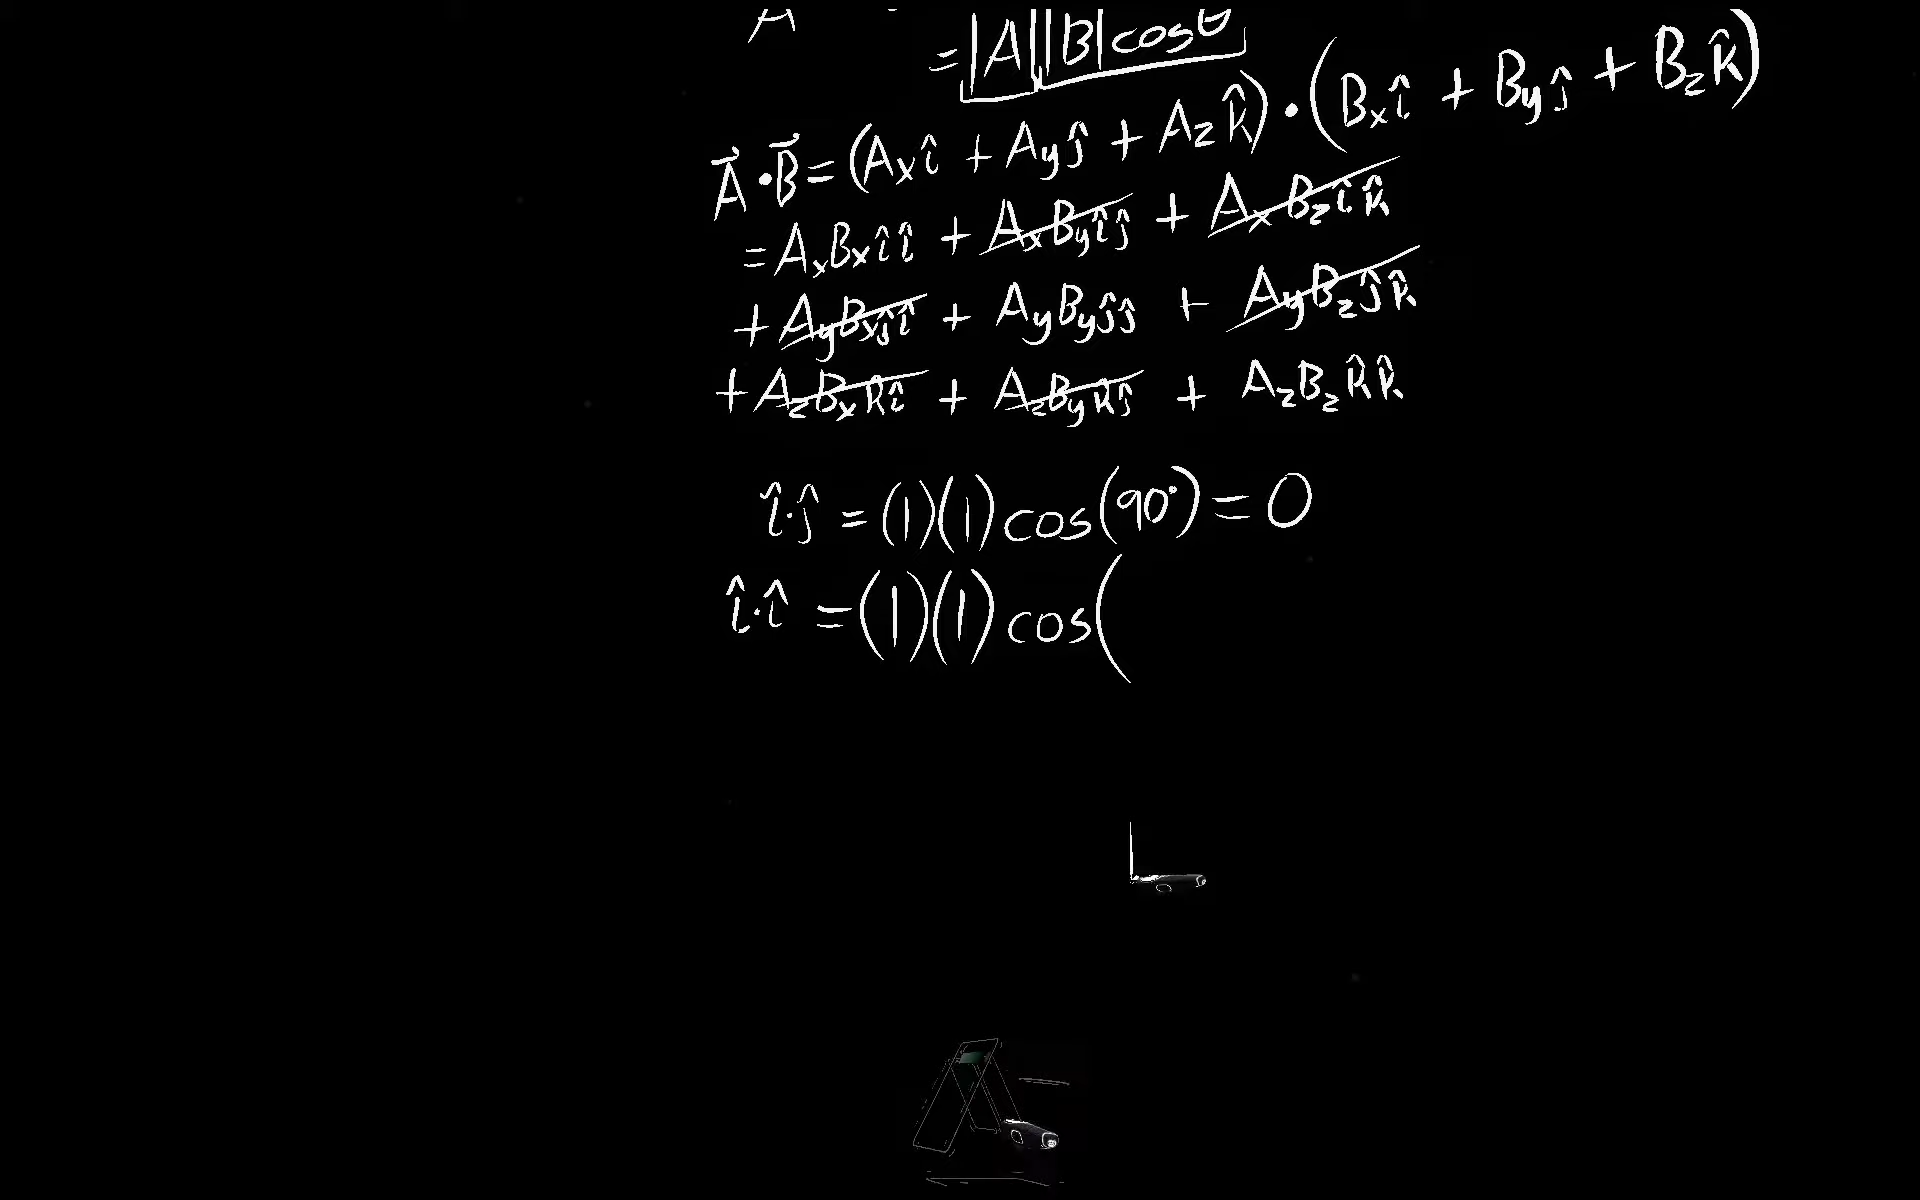 A
= |A||B| cosθ
A⃗ • B⃗ = (Axî + Ayĵ + Azk̂) • (Bxî + Byĵ + Bzk̂)
= AxBxîî + AxByîĵ + AxBzîk̂
+ AyBxĵî + AyByĵĵ + AyBzĵk̂
+ AzBxk̂î + AzByk̂ĵ + AzBzk̂k̂
î·ĵ = (1)(1) cos(90°) = 0
î·î = (1)(1) cos(